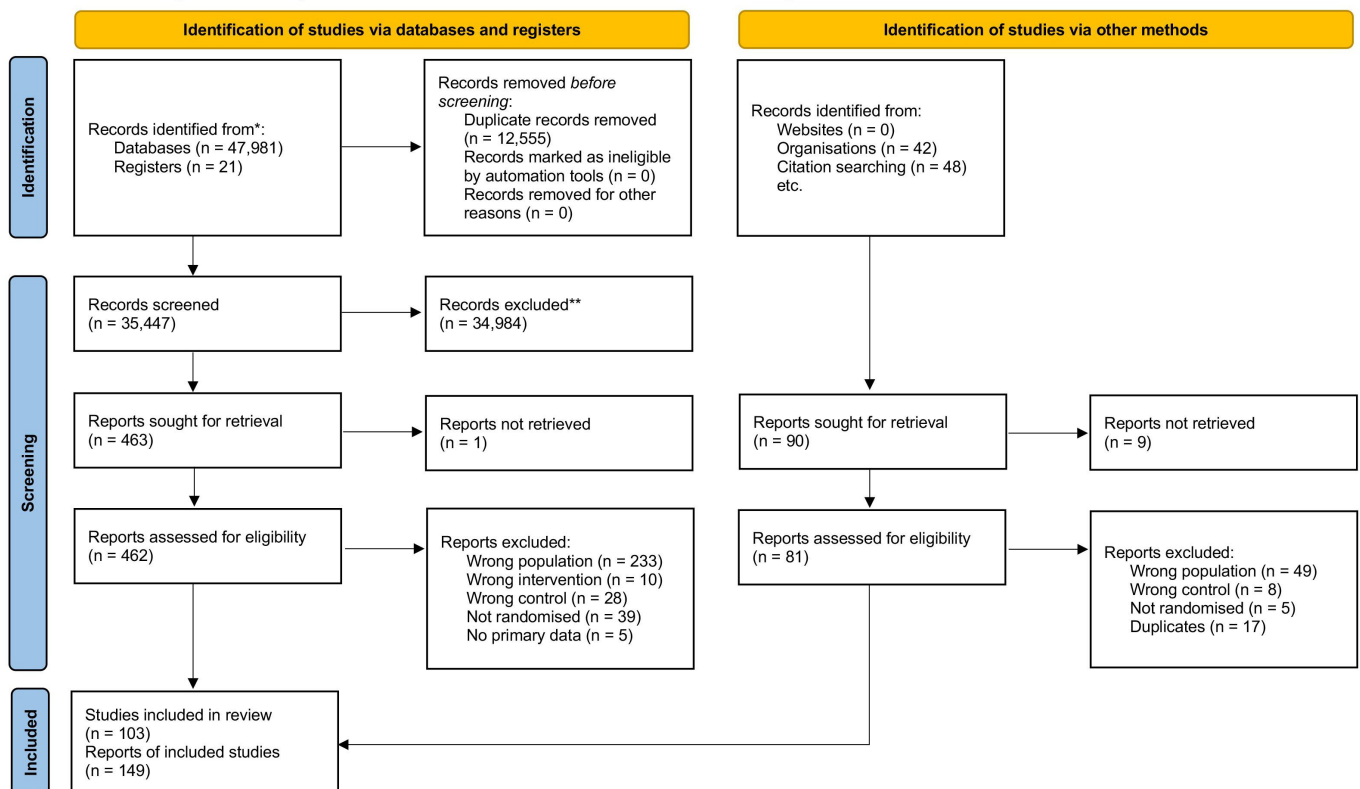 Identification of studies via databases and registers
Identification of studies via other methods
Identification
Records identified from*:
Databases (n = 47,981)
Registers (n = 21)
Records removed before
screening:
Duplicate records removed
(n = 12,555)
Records marked as ineligible
by automation tools (n = 0)
Records removed for other
reasons (n = 0)
Records identified from:
Websites (n = 0)
Organisations (n = 42)
Citation searching (n = 48)
etc.
Screening
Records screened
(n = 35,447)
Records excluded**
(n = 34,984)
Reports sought for retrieval
(n = 463)
Reports not retrieved
(n = 1)
Reports sought for retrieval
(n = 90)
Reports not retrieved
(n = 9)
Reports assessed for eligibility
(n = 462)
Reports excluded:
Wrong population (n = 233)
Wrong intervention (n = 10)
Wrong control (n = 28)
Not randomised (n = 39)
No primary data (n = 5)
Reports assessed for eligibility
(n = 81)
Reports excluded:
Wrong population (n = 49)
Wrong control (n = 8)
Not randomised (n = 5)
Duplicates (n = 17)
Included
Studies included in review
(n = 103)
Reports of included studies
(n = 149)